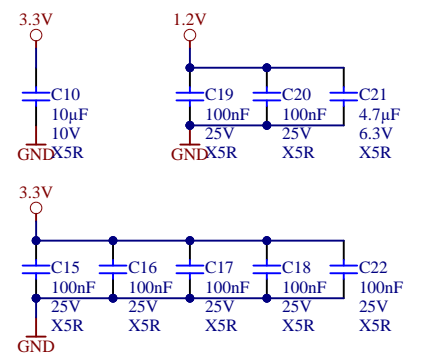 3.3V
C10
10µF
10V
X5R
GND
1.2V
C19
100nF
25V
X5R
C20
100nF
25V
X5R
C21
4.7µF
6.3V
X5R
GND
3.3V
C15
100nF
25V
X5R
C16
100nF
25V
X5R
C17
100nF
25V
X5R
C18
100nF
25V
X5R
C22
100nF
25V
X5R
GND